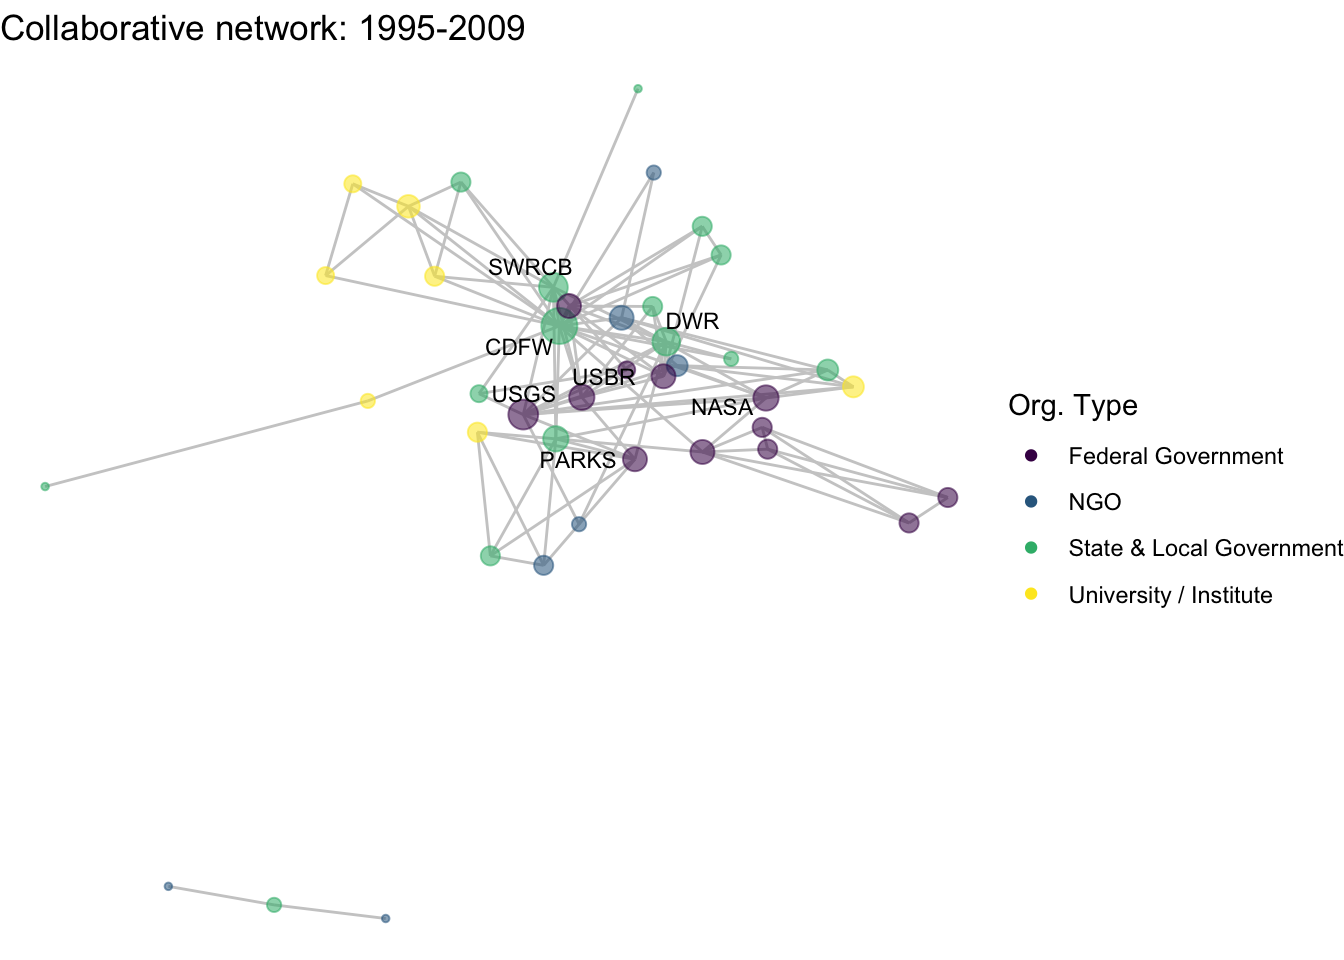 Collaborative network: 1995-2009
SWRCB
DWR
CDFW
USBR
USGS
NASA
PARKS
Org. Type
Federal Government
NGO
State & Local Government
University / Institute